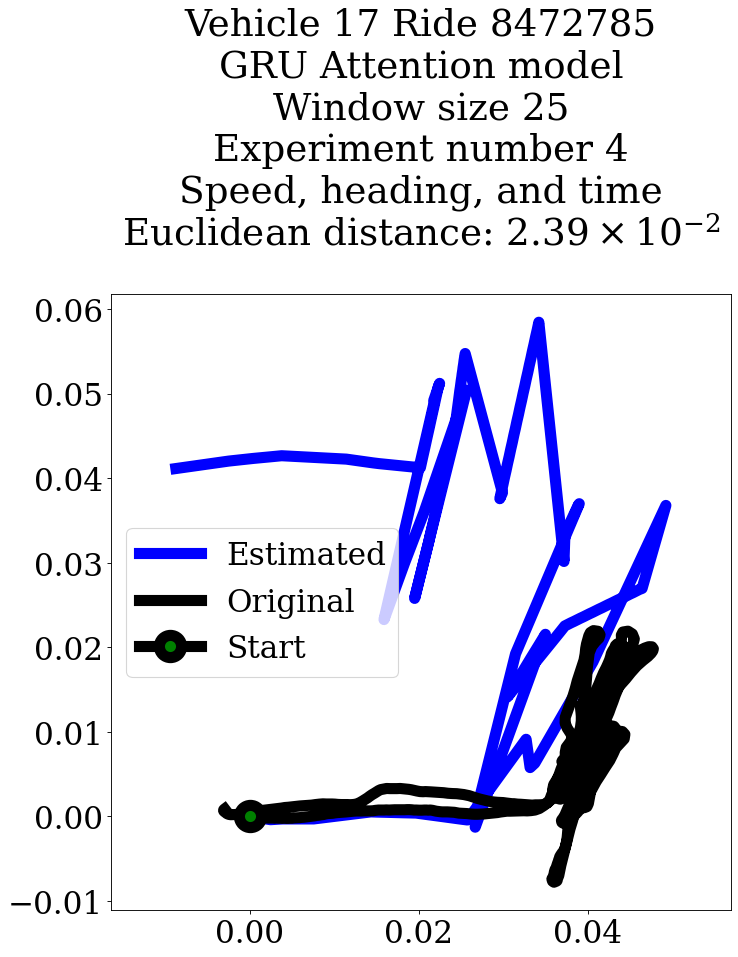 Vehicle 17 Ride 8472785
GRU Attention model
Window size 25
Experiment number 4
Speed, heading, and time
Euclidean distance: 2.39 × 10⁻²
0.06
0.05
0.04
0.03
0.02
0.01
0.00
−0.01
Estimated
Original
Start
0.00 0.02 0.04